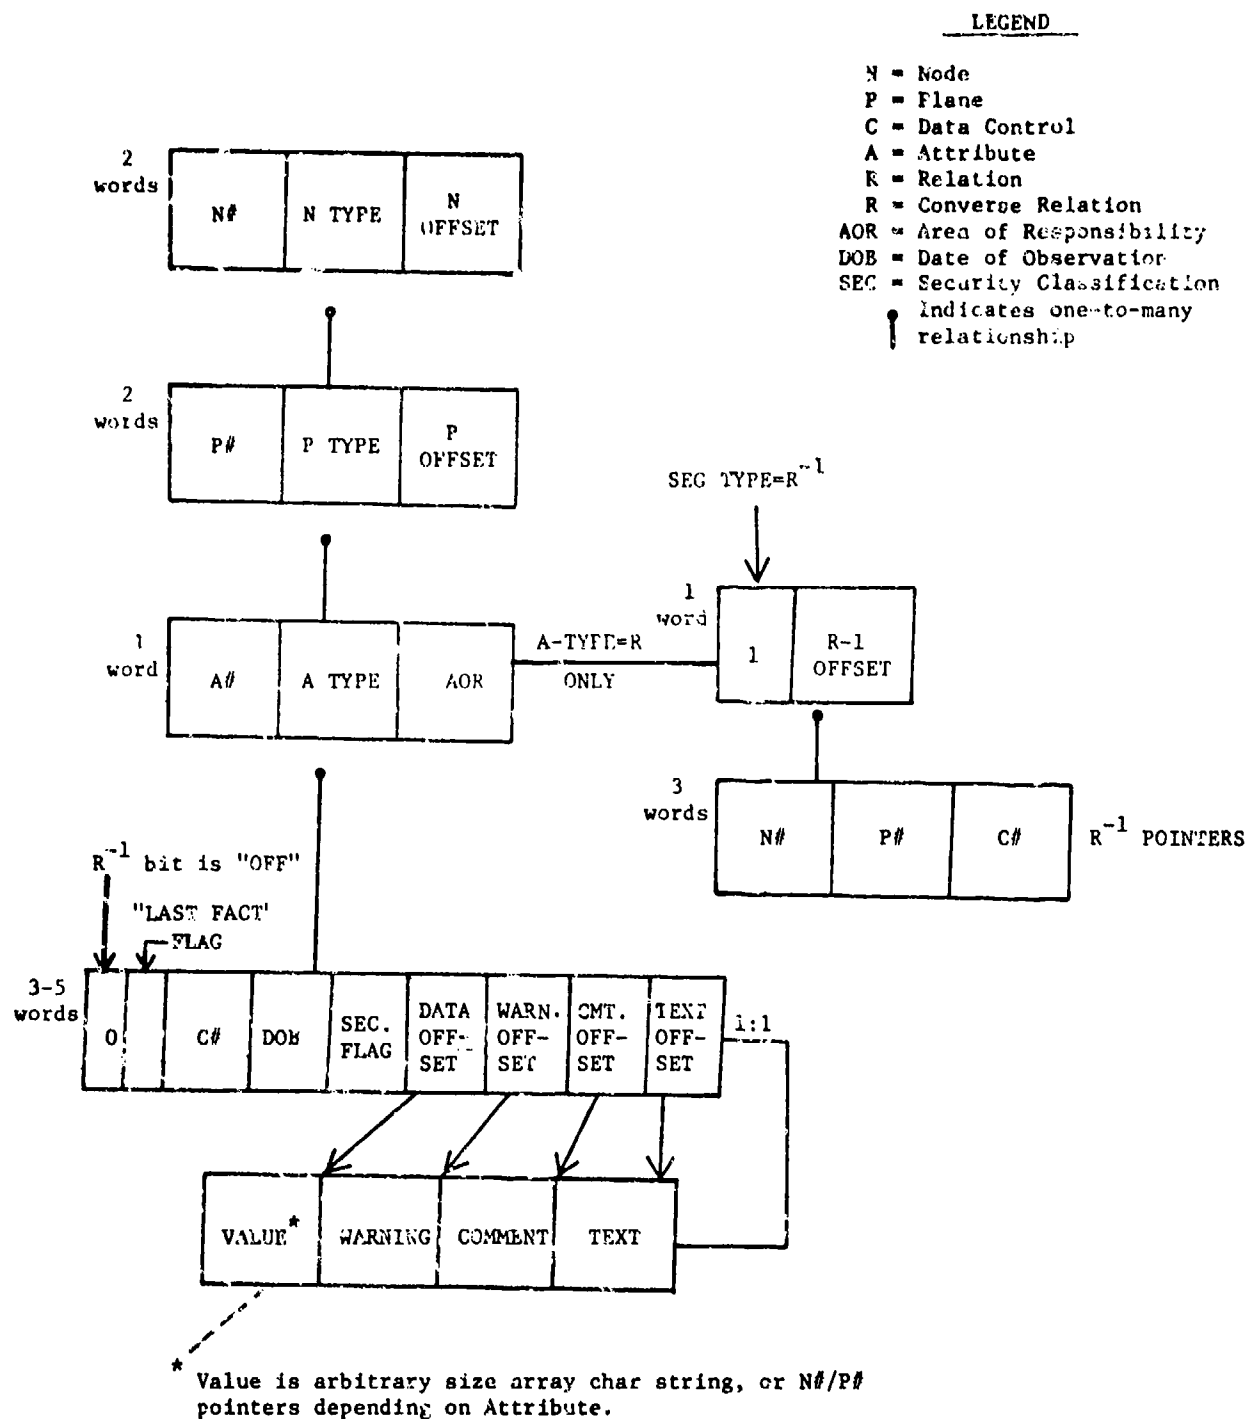 LEGEND
N = Node
P = Plane
C = Data Control
A = Attribute
R = Relation
R = Converse Relation
AOR = Area of Responsibility
DOB = Date of Observation
SEC = Security Classification
Indicates one-to-many
relationship
2
words
N#
N TYPE
N
OFFSET
2
words
P#
P TYPE
P
OFFSET
SEG TYPE=R⁻¹
1
word
A#
A TYPE
AOR
A-TYPE=R
ONLY
1
word
1
R-1
OFFSET
3
words
N#
P#
C#
R⁻¹ POINTERS
R⁻¹ bit is "OFF"
"LAST FACT'
FLAG
3-5
words
0
C#
DOB
SEC.
FLAG
DATA
OFF-
SET
WARN.
OFF-
SET
CMT.
OFF-
SET
TEXT
OFF-
SET
1:1
VALUE*
WARNING
COMMENT
TEXT
* Value is arbitrary size array char string, or N#/P#
pointers depending on Attribute.